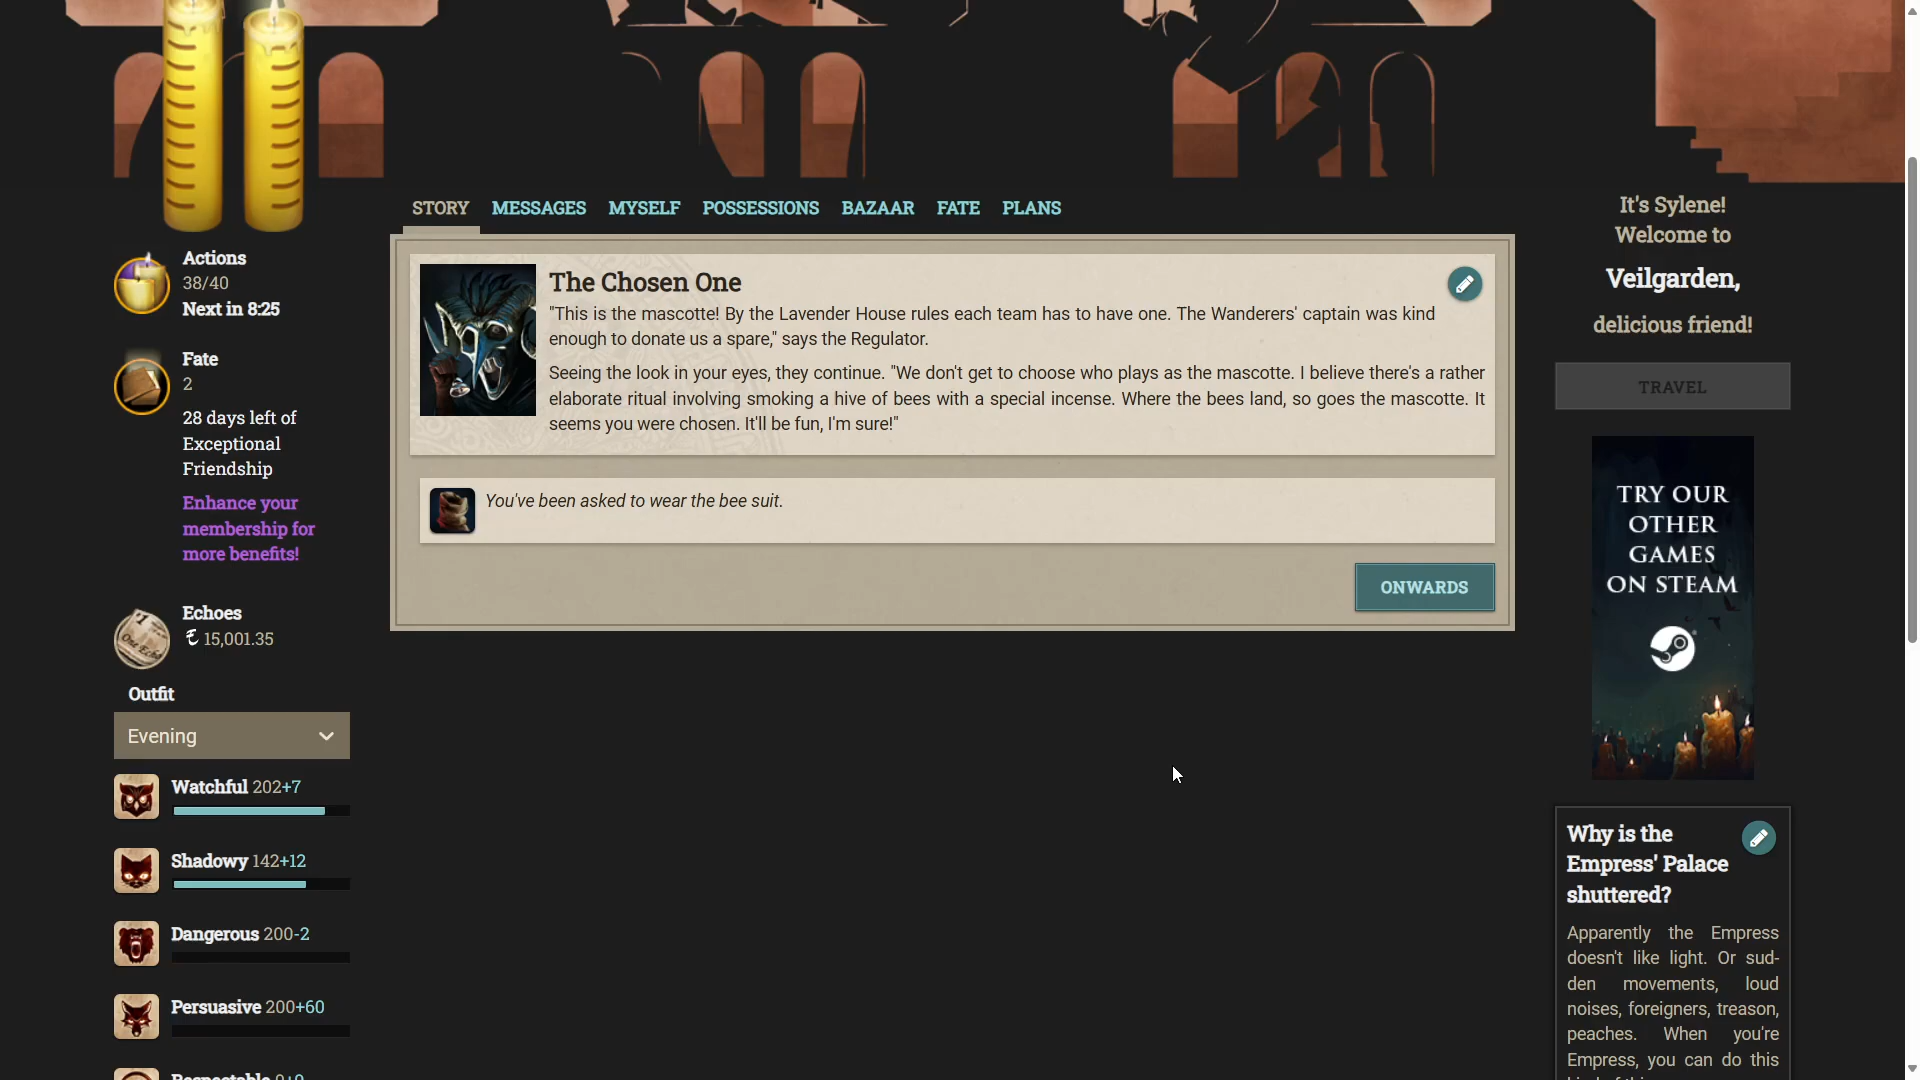 STORY MESSAGES MYSELF POSSESSIONS BAZAAR FATE PLANS
Actions
38/40
Next in 8:25
Fate
2
28 days left of
Exceptional
Friendship
Enhance your
membership for
more benefits!
Echoes
15,001.35
Outfit
Evening
Watchful 202+7
Shadowy 142+12
Dangerous 200-2
Persuasive 200+60
The Chosen One
"This is the mascotte! By the Lavender House rules each team has to have one. The Wanderers' captain was kind
enough to donate us a spare," says the Regulator.
Seeing the look in your eyes, they continue. "We don't get to choose who plays as the mascotte. I believe there's a rather
elaborate ritual involving smoking a hive of bees with a special incense. Where the bees land, so goes the mascotte. It
seems you were chosen. It'll be fun, I'm sure!"
You've been asked to wear the bee suit.
ONWARDS
It's Sylene!
Welcome to
Veilgarden,
delicious friend!
TRAVEL
TRY OUR
OTHER
GAMES
ON STEAM
Why is the
Empress' Palace
shuttered?
Apparently the Empress
doesn't like light. Or sud-
den movements, loud
noises, foreigners, treason,
peaches. When you're
Empress, you can do this